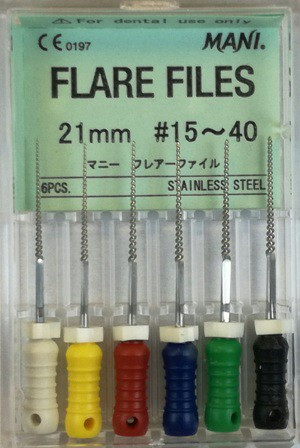 For dental use only
CE 0197
MANI.
FLARE FILES
21mm #15～40
マニー フレアーファイル
6PCS.
STAINLESS STEEL